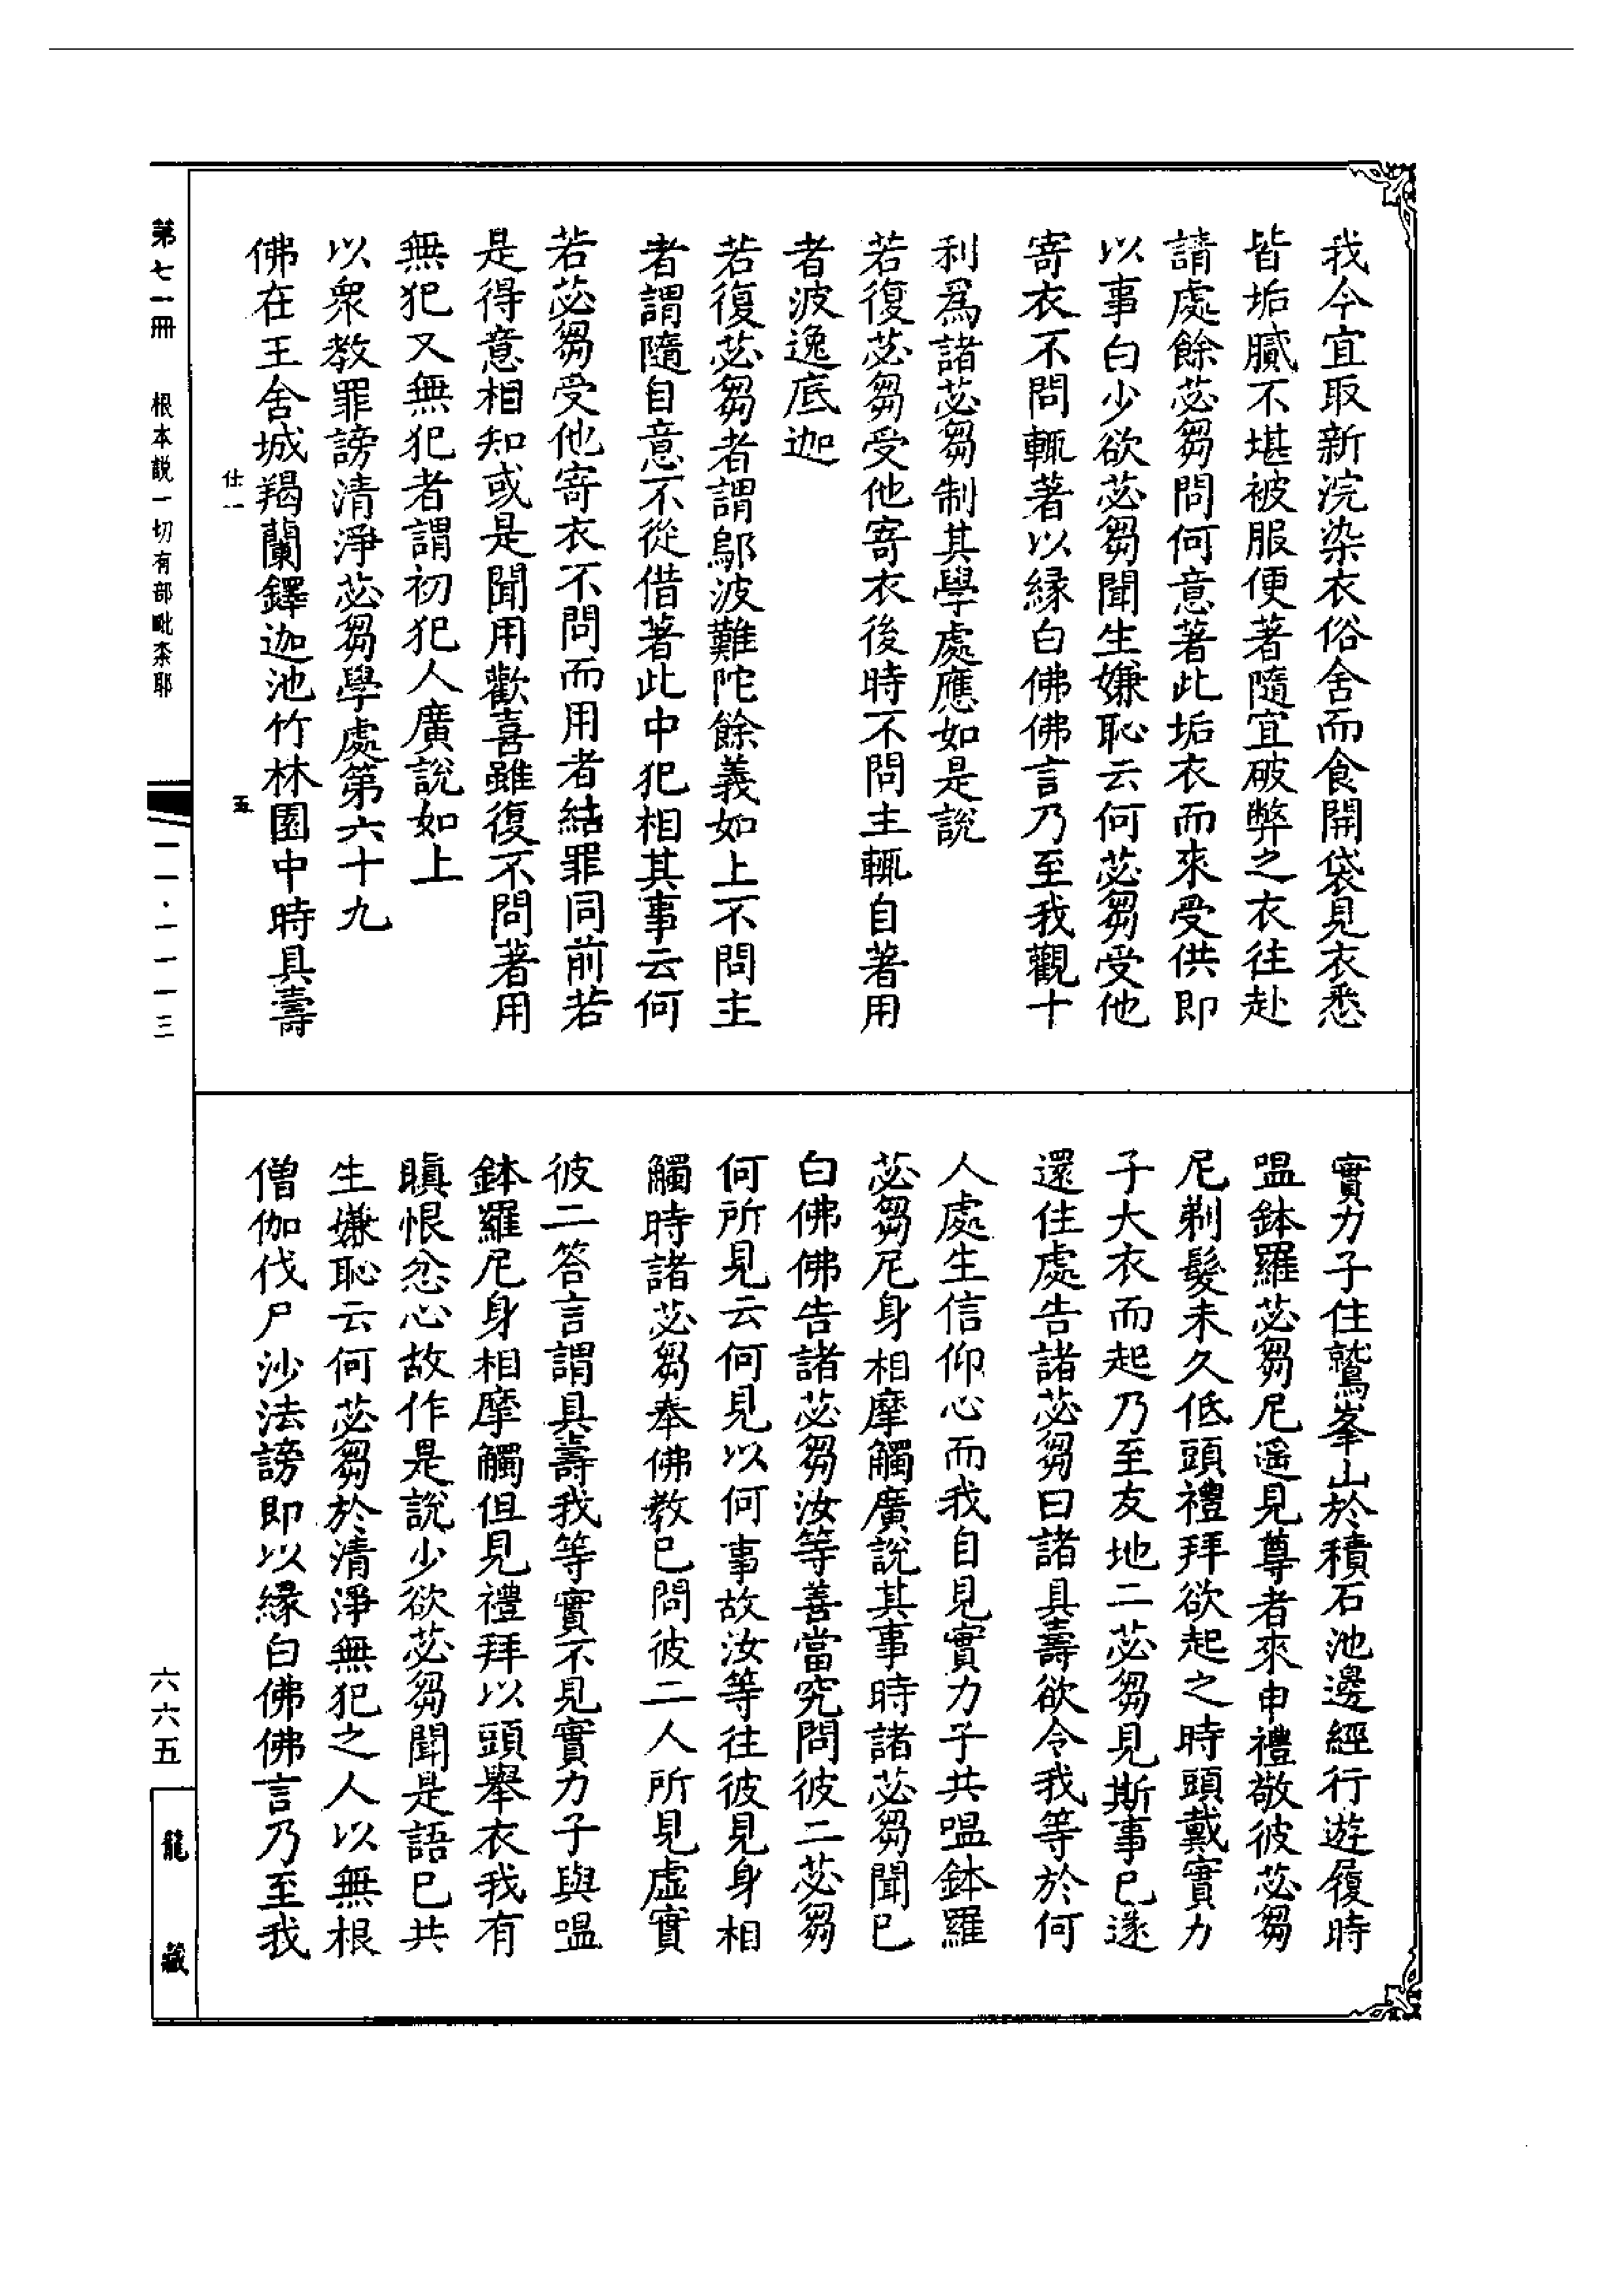 我今宜取新浣染衣俗舍而食開袋見衣悉
皆垢膩不堪被服便著隨宜破弊之衣往赴
請處餘苾芻問何意著此垢衣而來受供即
以事白少欲苾芻聞生嫌恥云何苾芻受他
寄衣不問輒著以緣白佛佛言乃至我觀十
利爲諸苾芻制其學處應如是說
若復苾芻受他寄衣後時不問主輒自著用
者波逸底迦
若復苾芻者謂鄔波難陀餘義如上不問主
者謂隨自意不從借著此中犯相其事云何
若苾芻受他寄衣不問而用者結罪同前若
是得意相知或是聞用歡喜雖復不問著用
無犯又無犯者謂初犯人廣說如上
以衆教罪謗清淨苾芻學處第六十九
佛在王舍城羯蘭鐸迦池竹林園中時具壽
仕一
五
實力子住鷲峯山於積石池邊經行遊履時
嗢鉢羅苾芻尼遥見尊者來申禮敬彼苾芻
尼剃髮未久低頭禮拜欲起之時頭戴實力
子大衣而起乃至友地二苾芻見斯事已遂
還住處告諸苾芻曰諸具壽欲令我等於何
人處生信仰心而我自見實力子共嗢鉢羅
苾芻尼身相摩觸廣說其事時諸苾芻聞已
白佛佛告諸苾芻汝等善當究問彼二苾芻
何所見云何見以何事故汝等往彼見身相
觸時諸苾芻奉佛教已問彼二人所見虛實
彼二答言謂具壽我等實不見實力子與嗢
鉢羅尼身相摩觸但見禮拜以頭舉衣我有
瞋恨忿心故作是說少欲苾芻聞是語已共
生嫌恥云何苾芻於清淨無犯之人以無根
僧伽伐尸沙法謗即以緣白佛佛言乃至我
第七一冊
根本説一切有部毗柰耶
二一·一一一三
六六五
龍藏